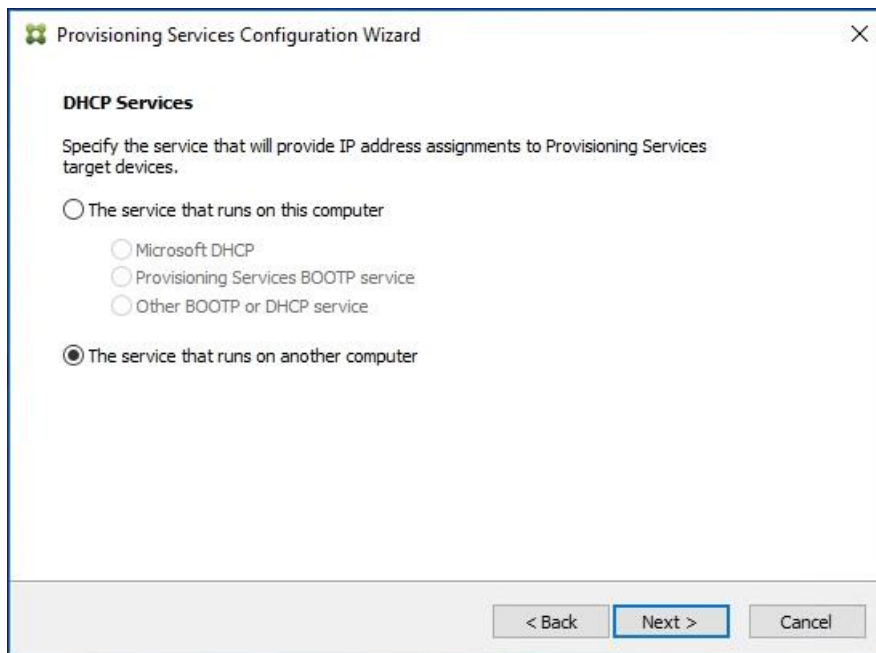 Provisioning Services Configuration Wizard
DHCP Services
Specify the service that will provide IP address assignments to Provisioning Services
target devices.
The service that runs on this computer
Microsoft DHCP
Provisioning Services BOOTP service
Other BOOTP or DHCP service
The service that runs on another computer
< Back Next > Cancel